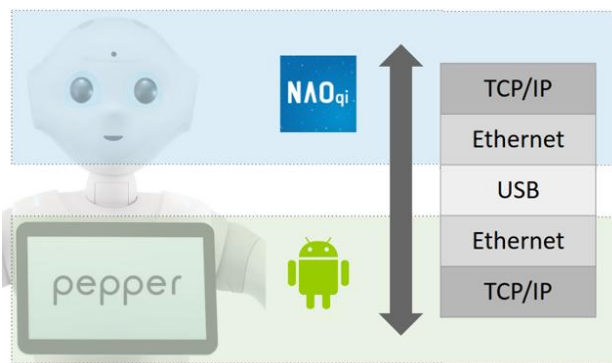 NAOqi
TCP/IP
Ethernet
USB
Ethernet
TCP/IP
pepper